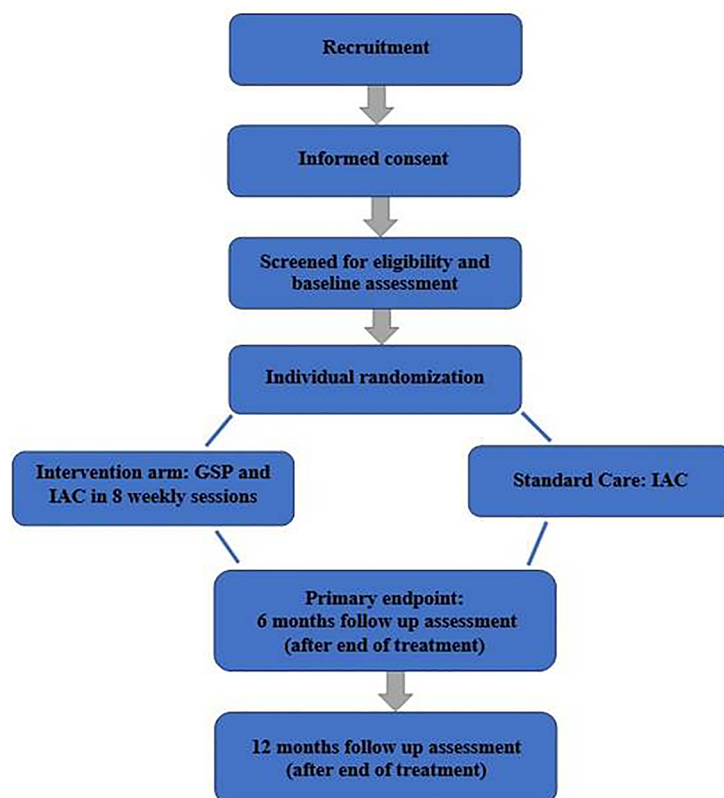 Recruitment
Informed consent
Screened for eligibility and
baseline assessment
Individual randomization
Intervention arm: GSP and
IAC in 8 weekly sessions
Standard Care: IAC
Primary endpoint:
6 months follow up assessment
(after end of treatment)
12 months follow up assessment
(after end of treatment)